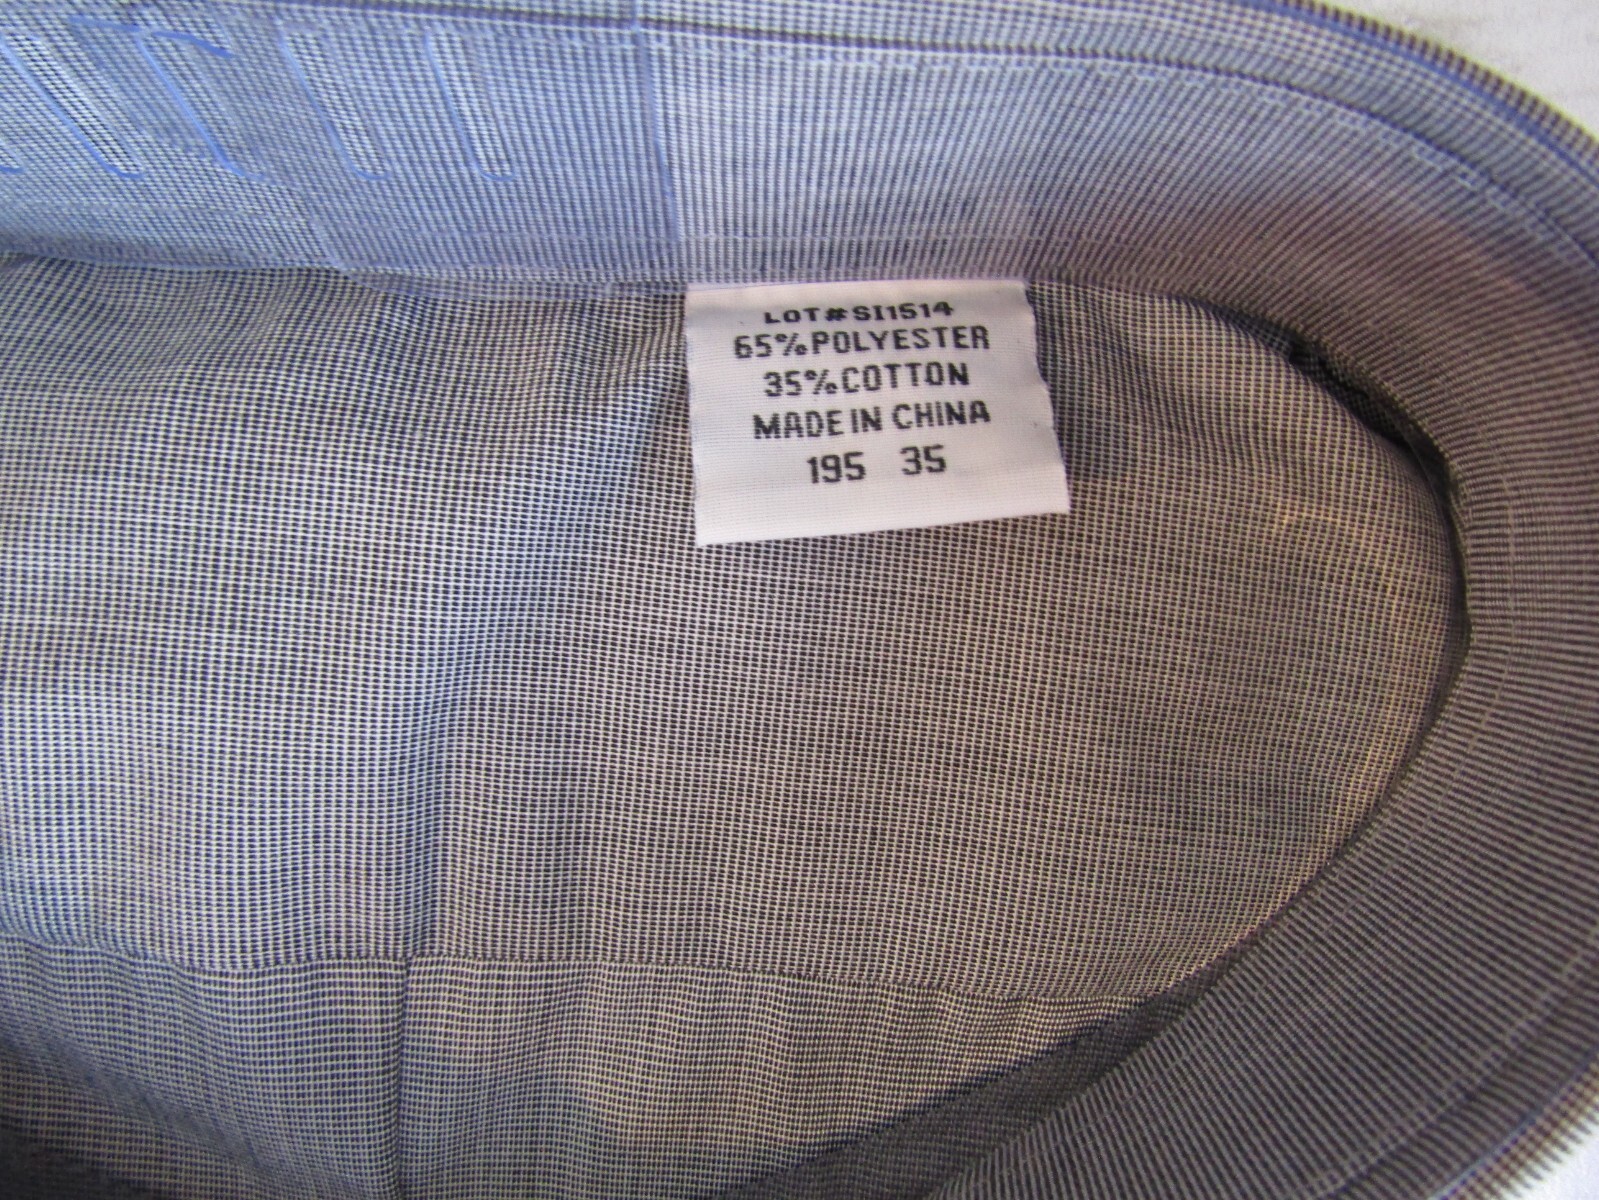 LOT#SI1514
65%POLYESTER
35%COTTON
MADE IN CHINA
195 35